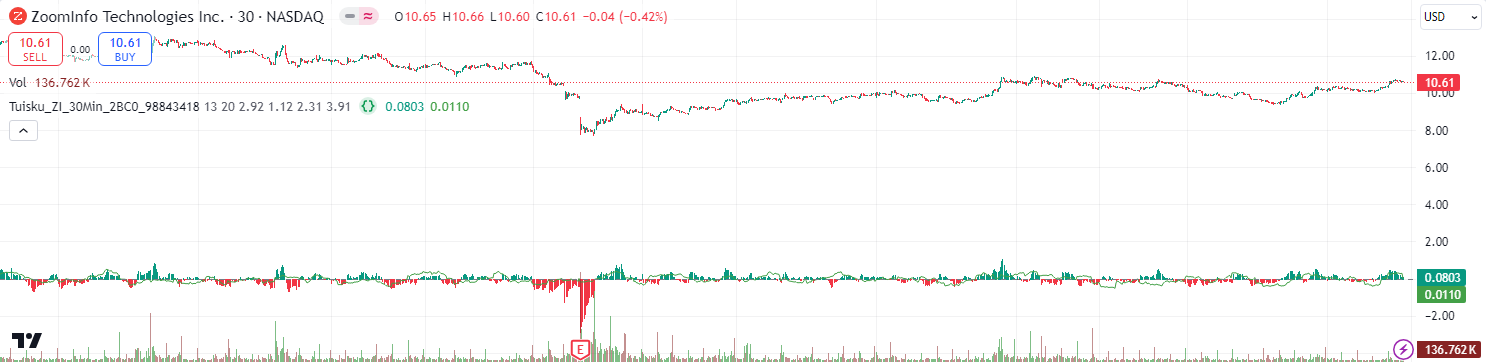 Z ZoomInfo Technologies Inc. · 30 · NASDAQ O10.65 H10.66 L10.60 C10.61 −0.04 (−0.42%)
USD
10.61 SELL
0.00
10.61 BUY
12.00
Vol 136.762 K
10.61
10.00
Tuisku_ZI_30Min_2BC0_98843418 13 20 2.92 1.12 2.31 3.91 {} 0.0803 0.0110
8.00
6.00
4.00
2.00
0.0803
0.0110
−2.00
E
136.762 K